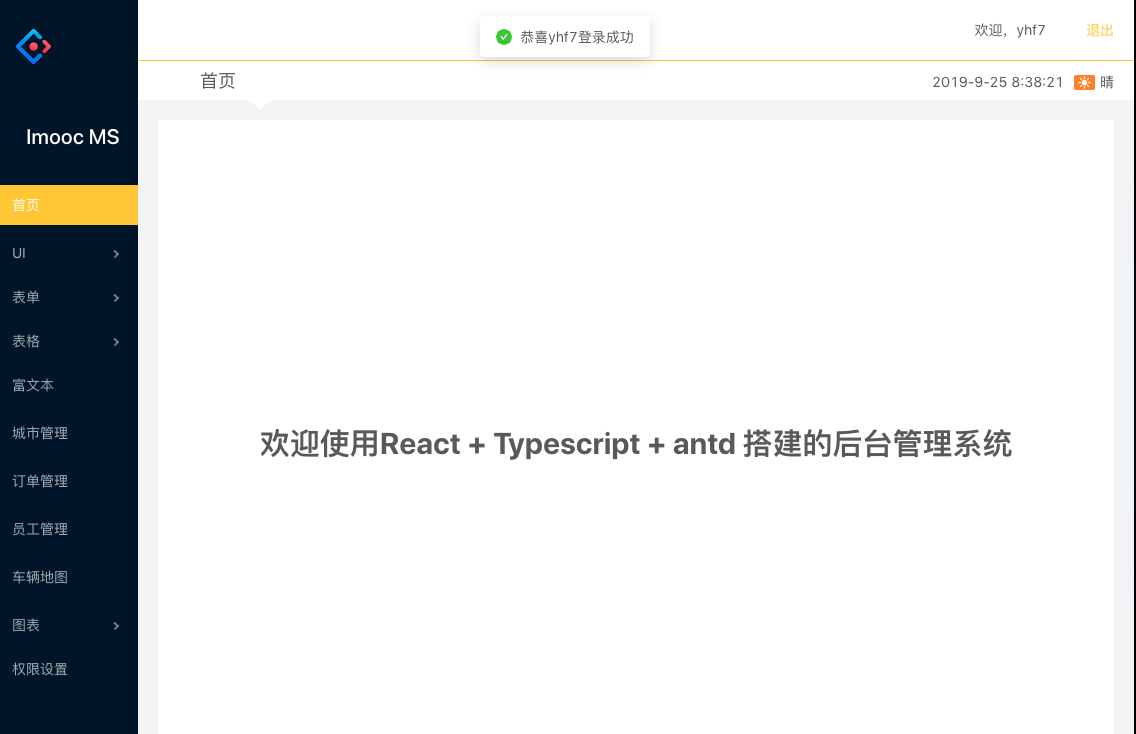 恭喜yhf7登录成功
欢迎，yhf7
退出
首页
2019-9-25 8:38:21
晴
Imooc MS
首页
UI
表单
表格
富文本
城市管理
订单管理
员工管理
车辆地图
图表
权限设置
欢迎使用React + Typescript + antd 搭建的后台管理系统